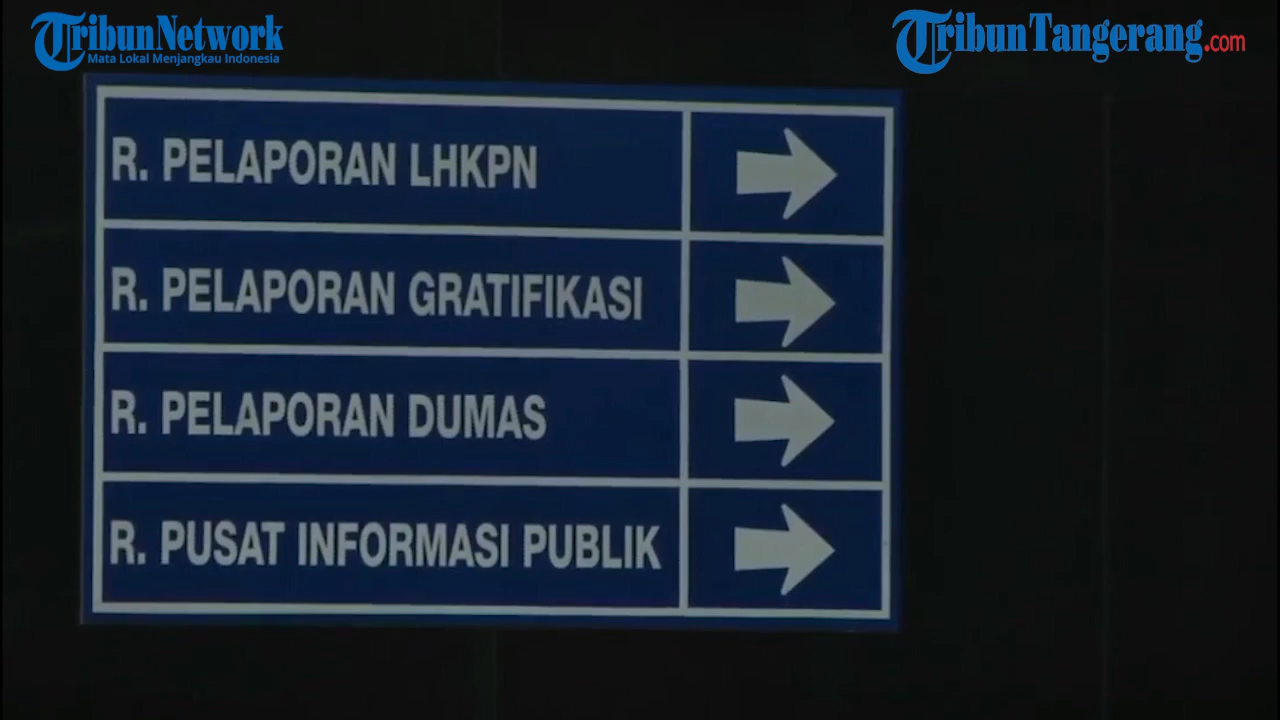 TribunNetwork
Mata Lokal Menjangkau Indonesia
TribunTangerang.com
R. PELAPORAN LHKPN
R. PELAPORAN GRATIFIKASI
R. PELAPORAN DUMAS
R. PUSAT INFORMASI PUBLIK